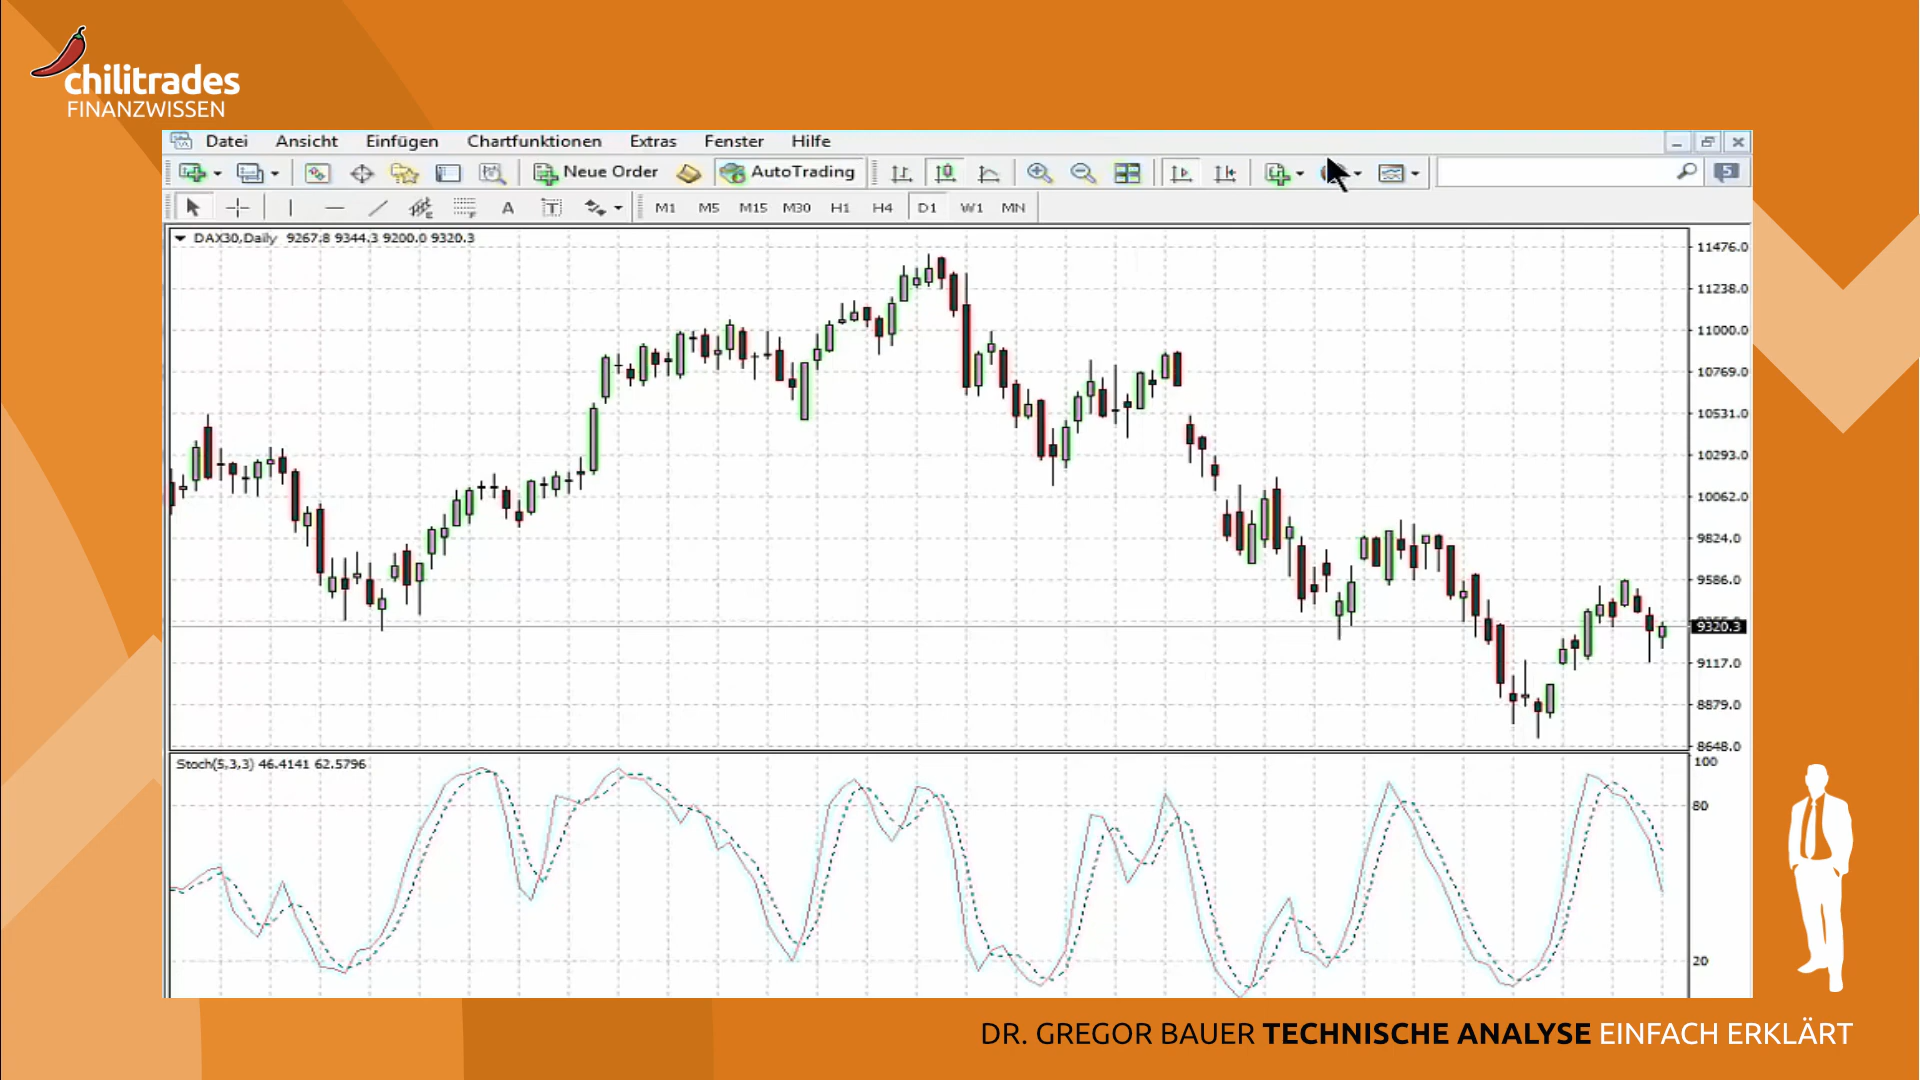 chilitrades
FINANZWISSEN
Datei Ansicht Einfügen Chartfunktionen Extras Fenster Hilfe
Neue Order AutoTrading 5
A T M1 M5 M15 M30 H1 H4 D1 W1 MN
DAX30,Daily 9267.8 9344.3 9200.0 9320.3
11476.0
11238.0
11000.0
10769.0
10531.0
10293.0
10062.0
9824.0
9586.0
9320.3
9117.0
8879.0
8648.0
Stoch(5,3,3) 46.4141 62.5796
100
80
20
DR. GREGOR BAUER TECHNISCHE ANALYSE EINFACH ERKLÄRT